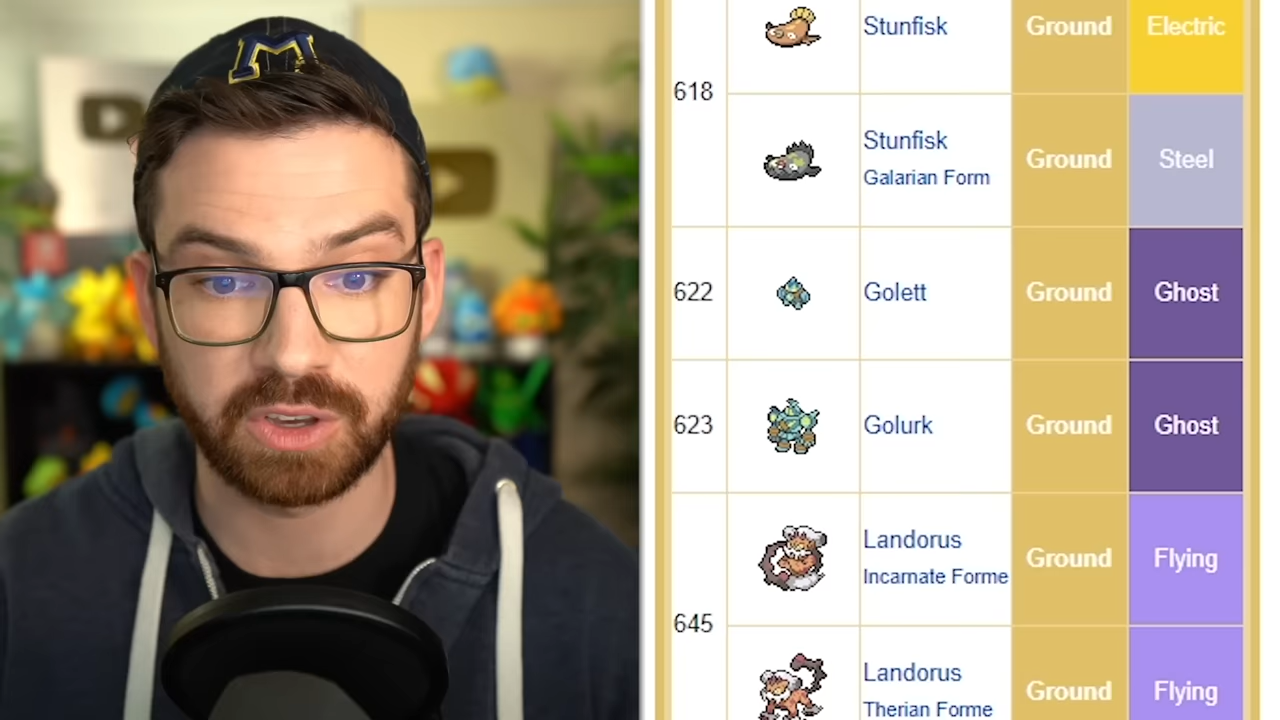 M
618
Stunfisk
Ground
Electric
Stunfisk
Galarian Form
Ground
Steel
622
Golett
Ground
Ghost
623
Golurk
Ground
Ghost
645
Landorus
Incarnate Forme
Ground
Flying
Landorus
Therian Forme
Ground
Flying